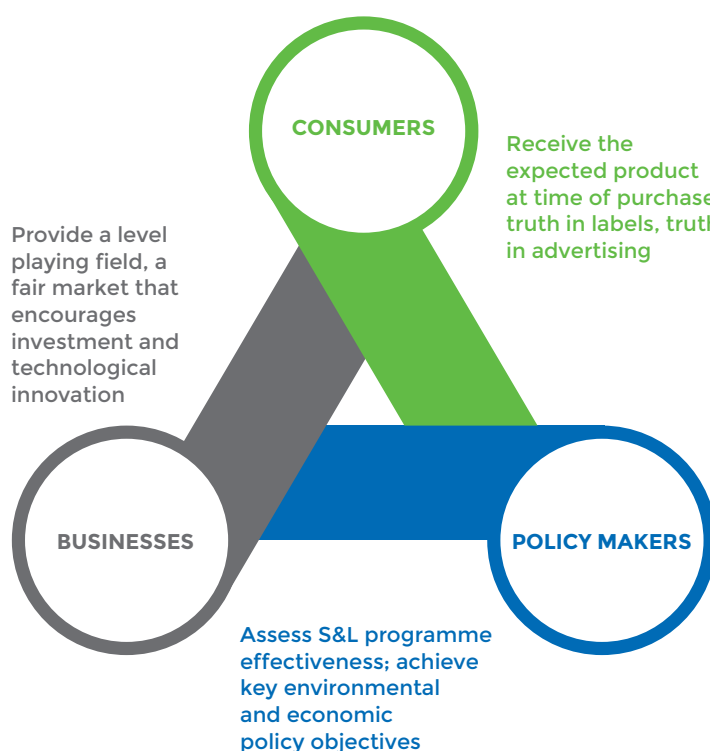 CONSUMERS
Receive the
expected product
at time of purchase
truth in labels, truth
in advertising
Provide a level
playing field, a
fair market that
encourages
investment and
technological
innovation
BUSINESSES
POLICY MAKERS
Assess S&L programme
effectiveness; achieve
key environmental
and economic
policy objectives